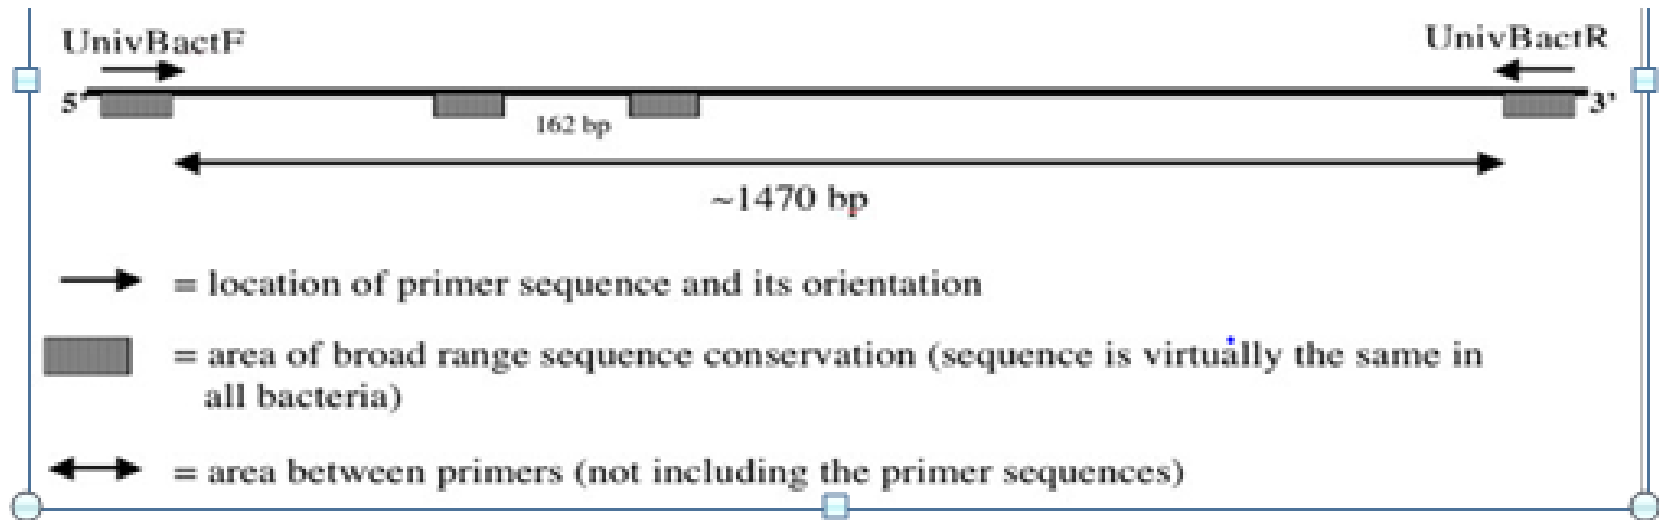 UnivBactF UnivBactR
5’ 3’
162 bp
~1470 bp
= location of primer sequence and its orientation
= area of broad range sequence conservation (sequence is virtually the same in
all bacteria)
= area between primers (not including the primer sequences)